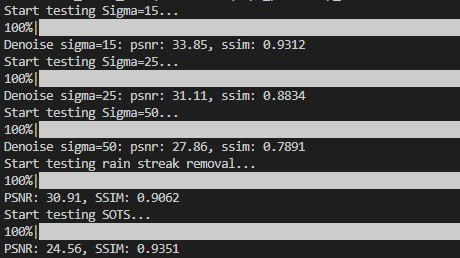 Start testing Sigma=15...
100%|
Denoise sigma=15: psnr: 33.85, ssim: 0.9312
Start testing Sigma=25...
100%|
Denoise sigma=25: psnr: 31.11, ssim: 0.8834
Start testing Sigma=50...
100%|
Denoise sigma=50: psnr: 27.86, ssim: 0.7891
Start testing rain streak removal...
100%|
PSNR: 30.91, SSIM: 0.9062
Start testing SOTS...
100%|
PSNR: 24.56, SSIM: 0.9351